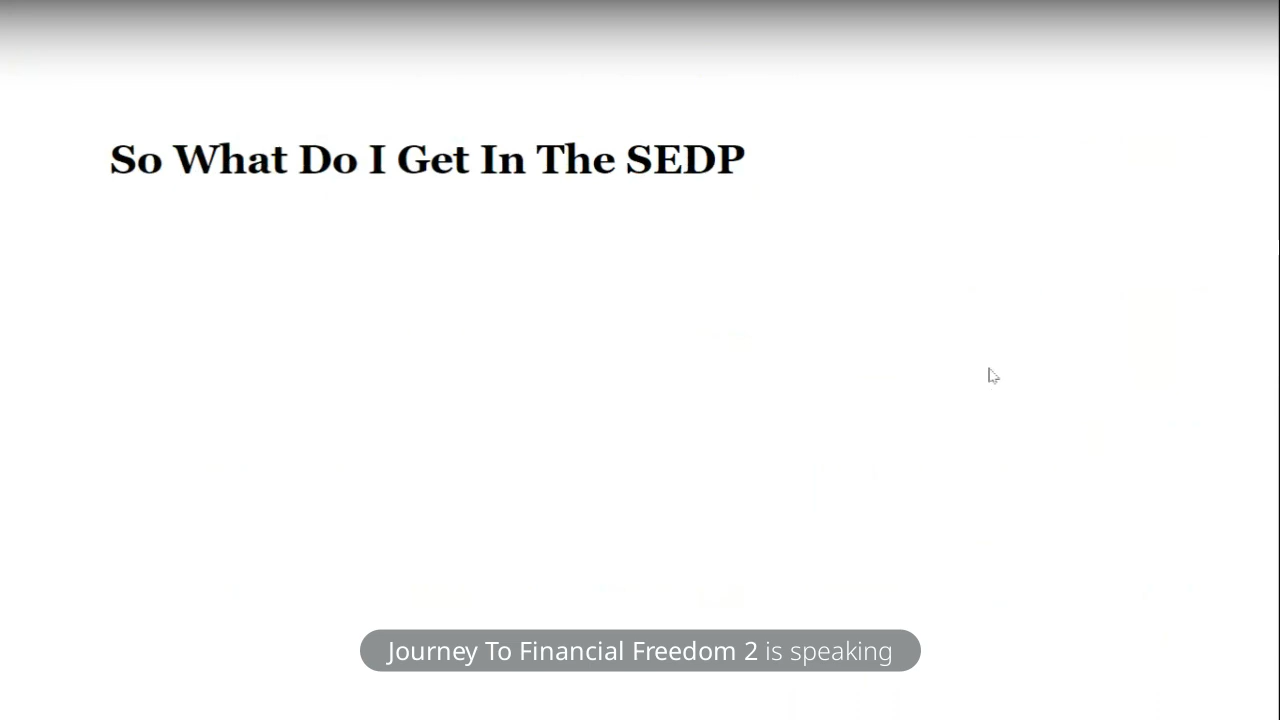 So What Do I Get In The SEDP
Journey To Financial Freedom 2 is speaking